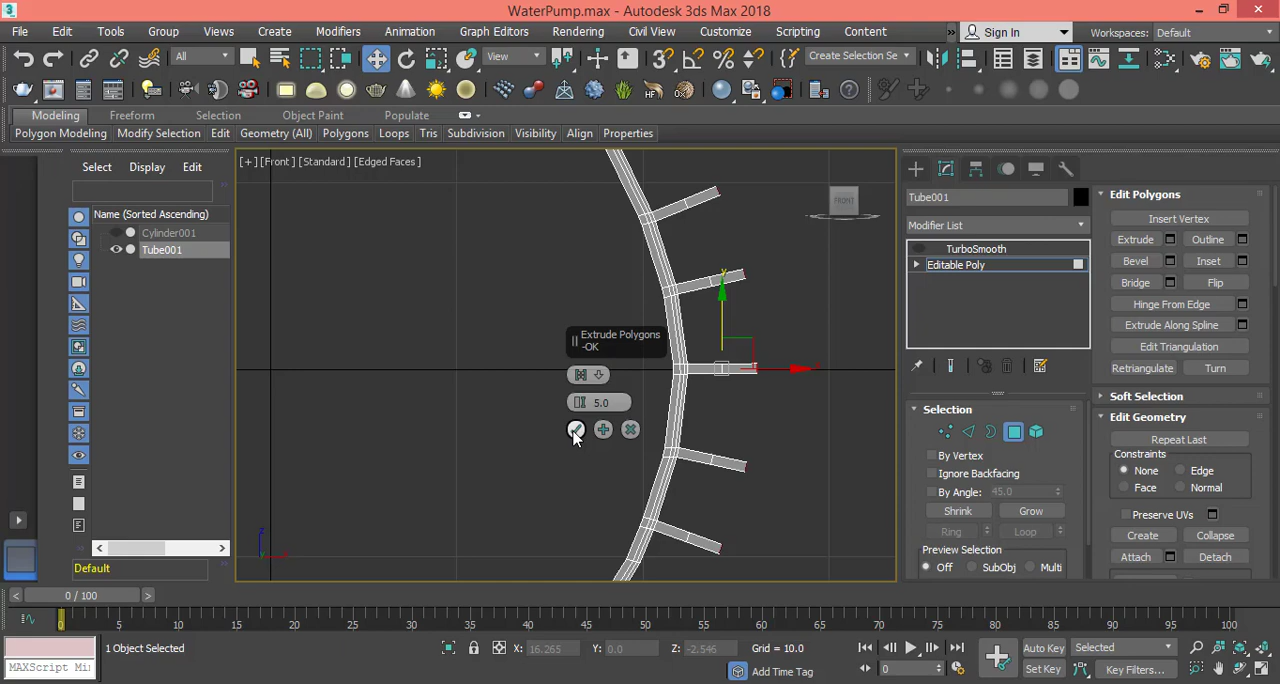 WaterPump.max - Autodesk 3ds Max 2018
File Edit Tools Group Views Create Modifiers Animation Graph Editors Rendering Civil View Customize Scripting Content Sign In Workspaces: Default
All View Create Selection Se
Modeling Freeform Selection Object Paint Populate
Polygon Modeling Modify Selection Edit Geometry (All) Polygons Loops Tris Subdivision Visibility Align Properties
Select Display Edit
Name (Sorted Ascending)
Cylinder001
Tube001
Default
[+] [Front ] [Standard ] [Edged Faces ]
FRONT
Extrude Polygons
-OK
5.0
Tube001
Modifier List
TurboSmooth
Editable Poly
Selection
By Vertex
Ignore Backfacing
By Angle: 45.0
Shrink Grow
Ring Loop
Preview Selection
Off SubObj Multi
Edit Polygons
Insert Vertex
Extrude Outline
Bevel Inset
Bridge Flip
Hinge From Edge
Extrude Along Spline
Edit Triangulation
Retriangulate Turn
Soft Selection
Edit Geometry
Repeat Last
Constraints
None Edge
Face Normal
Preserve UVs
Create Collapse
Attach Detach
0 / 100
0 5 10 15 20 25 30 35 40 45 50 55 60 65 70 75 80 85 90 95 100
1 Object Selected X: 16.265 Y: 0.0 Z: -2.546 Grid = 10.0 Auto Key Selected
MAXScript Mi: Add Time Tag 0 Set Key Key Filters...